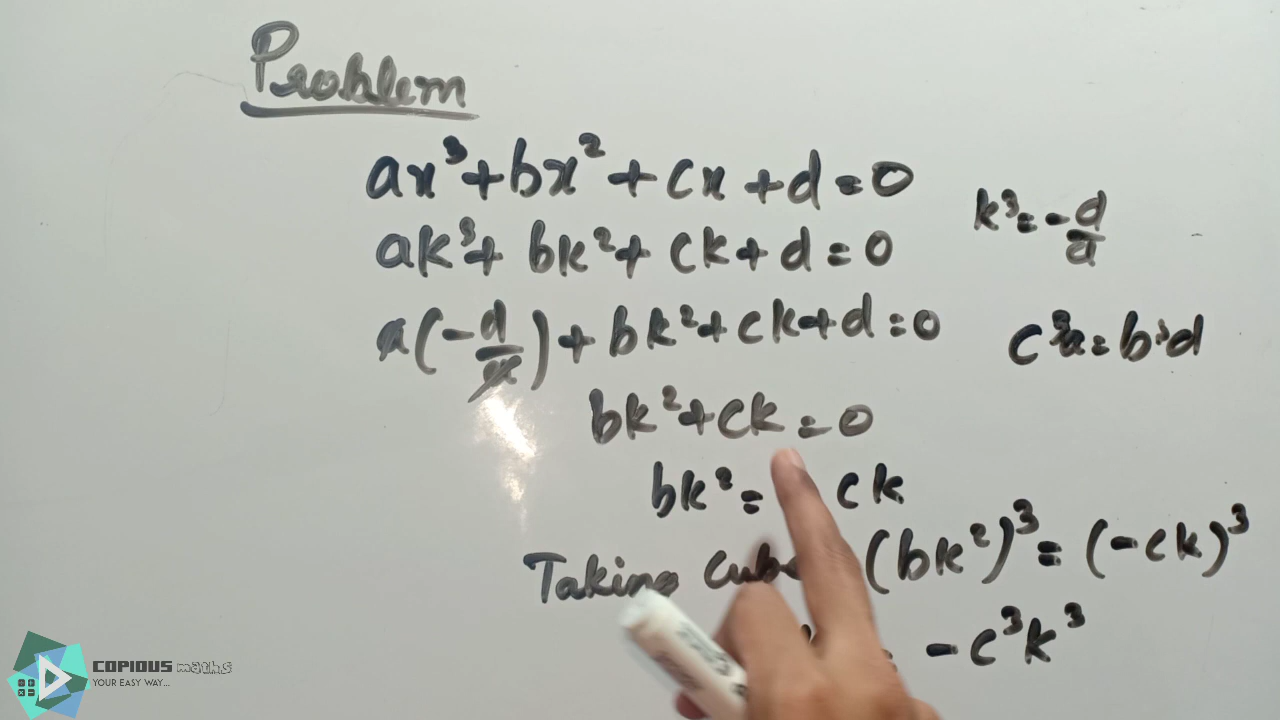 Problem
ax³+bx²+cx+d=0
k³=-d/a
ak³+bk²+ck+d=0
a(-d/a)+bk²+ck+d=0
c³a=b³d
bk²+ck=0
bk²= ck
Taking Cube (bk²)³=(-ck)³
-c³k³
COPIOUS maths
YOUR EASY WAY...